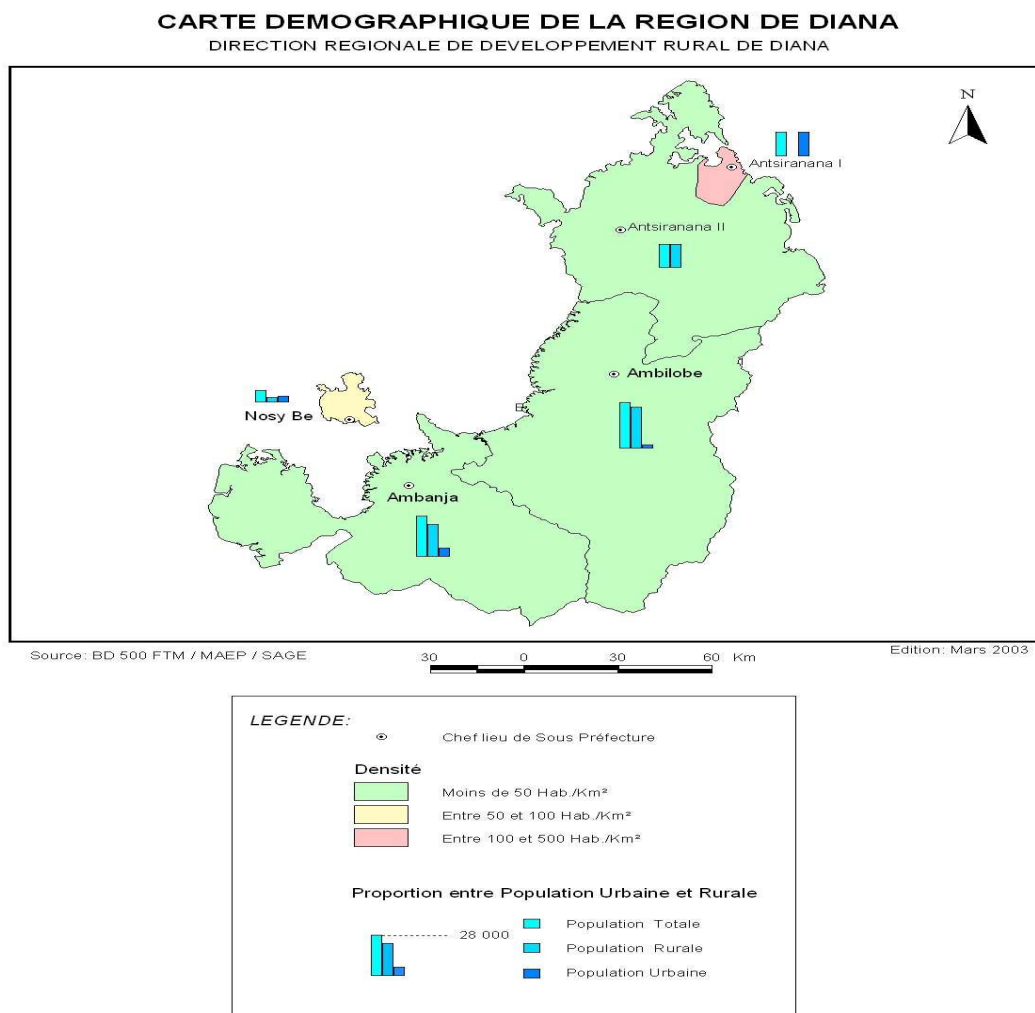 CARTE DEMOGRAPHIQUE DE LA REGION DE DIANA
DIRECTION REGIONALE DE DEVELOPPEMENT RURAL DE DIANA
N
Antsiranana I
Antsiranana II
Ambilobe
Nosy Be
Ambanja
Source: BD 500 FTM / MAEP / SAGE
30 0 30 60 Km
Edition: Mars 2003
LEGENDE:
Chef lieu de Sous Préfecture
Densité
Moins de 50 Hab./Km²
Entre 50 et 100 Hab./Km²
Entre 100 et 500 Hab./Km²
Proportion entre Population Urbaine et Rurale
28 000
Population Totale
Population Rurale
Population Urbaine